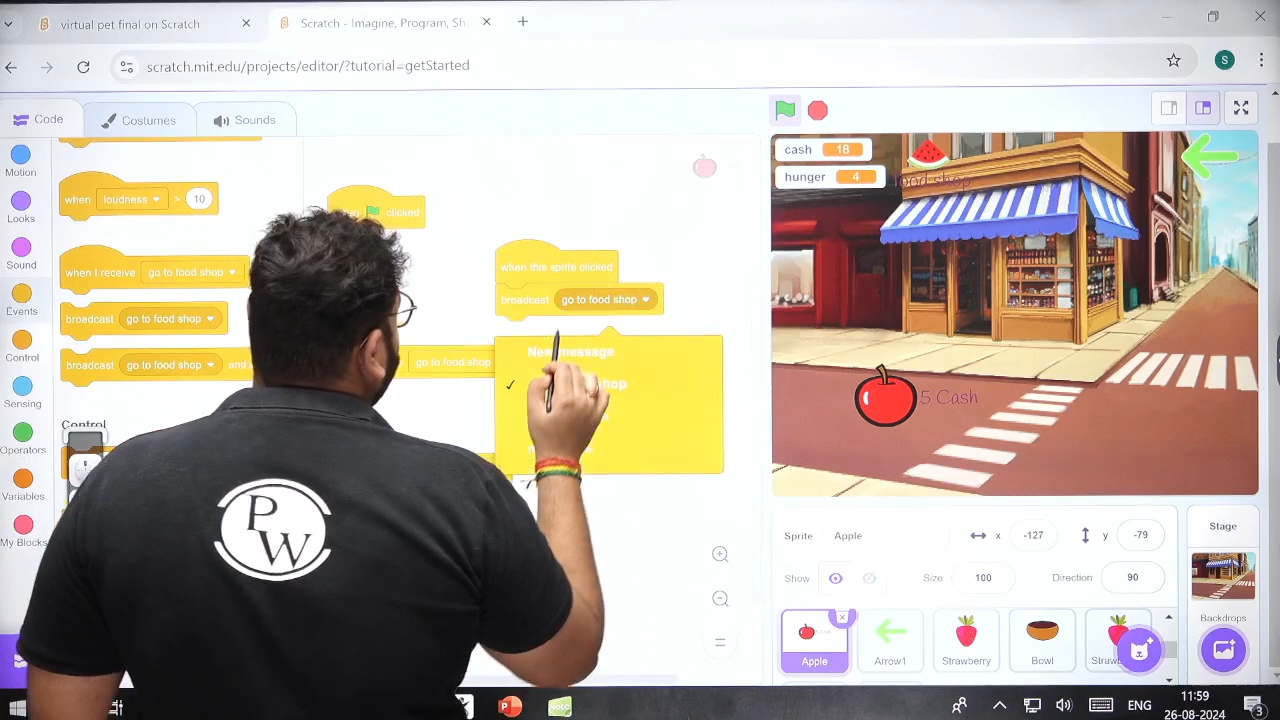 virtual pet final on Scratch
Scratch - Imagine, Program, Sh
scratch.mit.edu/projects/editor/?tutorial=getStarted
S
Code
Costumes
Sounds
Looks
Sound
Events
Control
Sensing
Operators
Variables
My Blocks
when loudness > 10
when I receive go to food shop
broadcast go to food shop
broadcast go to food shop and
Control
clicked
go to food shop
when this sprite clicked
broadcast go to food shop
New message
PW
cash 18
hunger 4
food shop
5 Cash
Sprite Apple x -127 y -79
Show Size 100 Direction 90
Apple
Arrow1
Strawberry
Bowl
Stage
Backdrops
ENG
11:59
26-08-2024